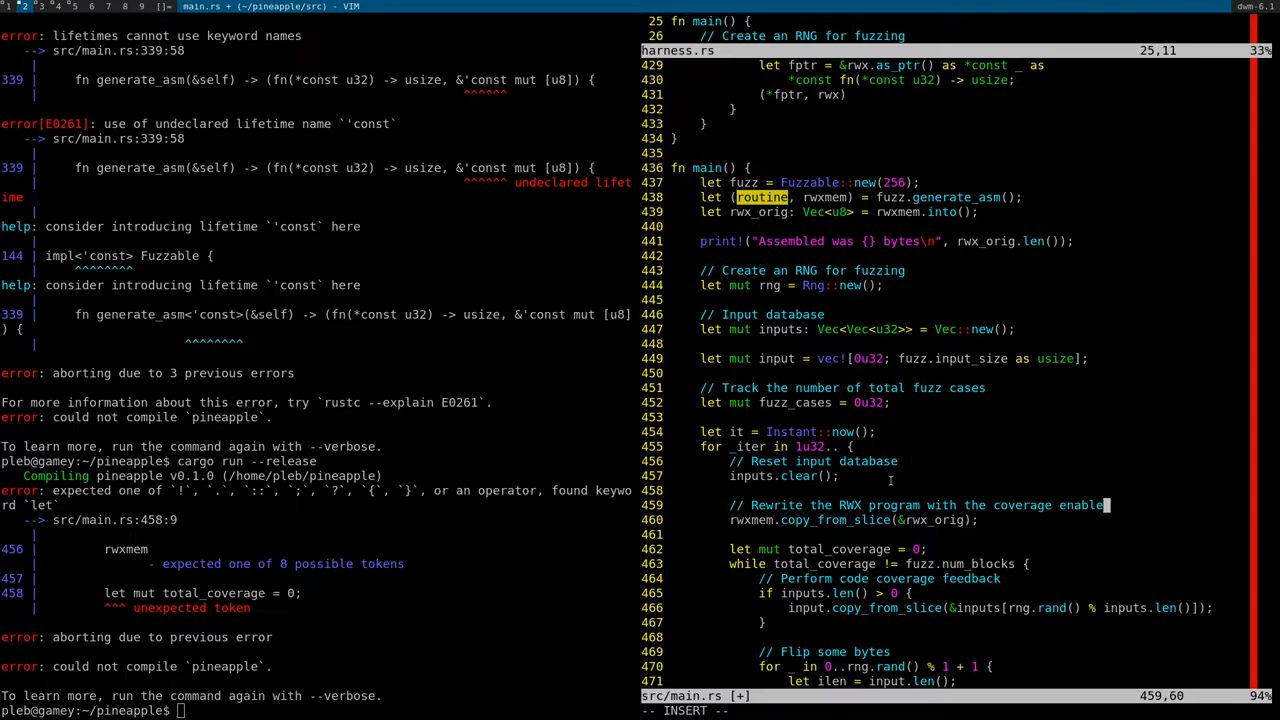 1 2 3 4 5 6 7 8 9 []= main.rs + (~/pineapple/src) - VIM dwm-6.1
error: lifetimes cannot use keyword names
--> src/main.rs:339:58
|
339 | fn generate_asm(&self) -> (fn(*const u32) -> usize, &'const mut [u8]) {
| ^^^^^^
error[E0261]: use of undeclared lifetime name `'const`
--> src/main.rs:339:58
|
339 | fn generate_asm(&self) -> (fn(*const u32) -> usize, &'const mut [u8]) {
| ^^^^^^ undeclared lifet
ime
|
help: consider introducing lifetime `'const` here
|
144 | impl<'const> Fuzzable {
| ^^^^^^^^
help: consider introducing lifetime `'const` here
|
339 | fn generate_asm<'const>(&self) -> (fn(*const u32) -> usize, &'const mut [u8]
) {
| ^^^^^^^^
error: aborting due to 3 previous errors
For more information about this error, try `rustc --explain E0261`.
error: could not compile `pineapple`.
To learn more, run the command again with --verbose.
pleb@gamey:~/pineapple$ cargo run --release
Compiling pineapple v0.1.0 (/home/pleb/pineapple)
error: expected one of `!`, `.`, `::`, `;`, `?`, `{`, `}`, or an operator, found keywo
rd `let`
--> src/main.rs:458:9
|
456 | rwxmem
| - expected one of 8 possible tokens
457 |
458 | let mut total_coverage = 0;
| ^^^ unexpected token
error: aborting due to previous error
error: could not compile `pineapple`.
To learn more, run the command again with --verbose.
pleb@gamey:~/pineapple$
25 fn main() {
26 // Create an RNG for fuzzing
harness.rs 25,11 33%
429 let fptr = &rwx.as_ptr() as *const _ as
430 *const fn(*const u32) -> usize;
431 (*fptr, rwx)
432 }
433 }
434 }
435
436 fn main() {
437 let fuzz = Fuzzable::new(256);
438 let (routine, rwxmem) = fuzz.generate_asm();
439 let rwx_orig: Vec<u8> = rwxmem.into();
440
441 print!("Assembled was {} bytes\n", rwx_orig.len());
442
443 // Create an RNG for fuzzing
444 let mut rng = Rng::new();
445
446 // Input database
447 let mut inputs: Vec<Vec<u32>> = Vec::new();
448
449 let mut input = vec![0u32; fuzz.input_size as usize];
450
451 // Track the number of total fuzz cases
452 let mut fuzz_cases = 0u32;
453
454 let it = Instant::now();
455 for _iter in 1u32.. {
456 // Reset input database
457 inputs.clear();
458
459 // Rewrite the RWX program with the coverage enable
460 rwxmem.copy_from_slice(&rwx_orig);
461
462 let mut total_coverage = 0;
463 while total_coverage != fuzz.num_blocks {
464 // Perform code coverage feedback
465 if inputs.len() > 0 {
466 input.copy_from_slice(&inputs[rng.rand() % inputs.len()]);
467 }
468
469 // Flip some bytes
470 for _ in 0..rng.rand() % 1 + 1 {
471 let ilen = input.len();
src/main.rs [+] 459,60 94%
-- INSERT --